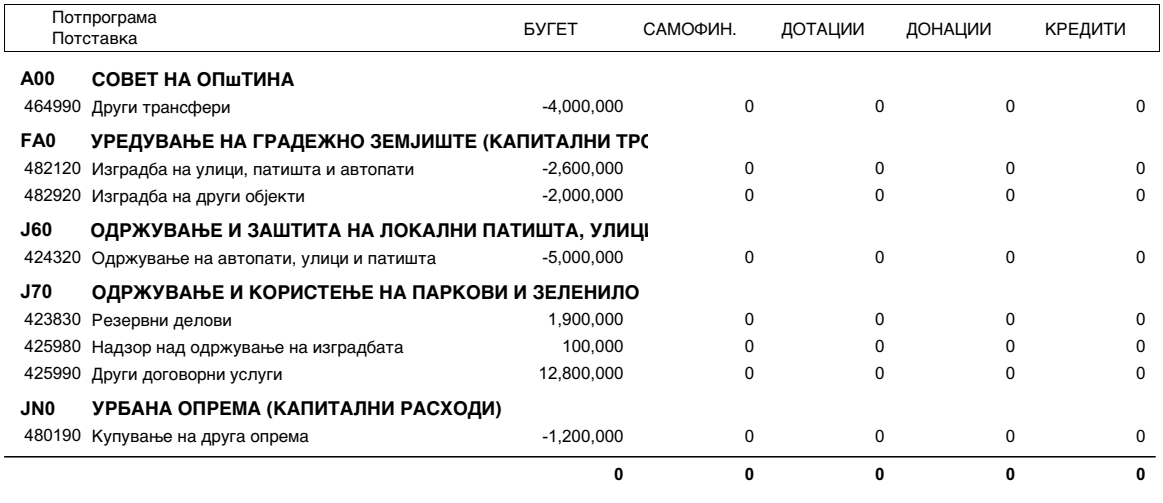 Потпрограма
Потставка БУГЕТ САМОФИН. ДОТАЦИИ ДОНАЦИИ КРЕДИТИ
A00 СОВЕТ НА ОПшТИНА
464990 Други трансфери -4,000,000 0 0 0 0
FA0 УРЕДУВАЊЕ НА ГРАДЕЖНО ЗЕМЈИШТЕ (КАПИТАЛНИ ТРО
482120 Изградба на улици, патишта и автопати -2,600,000 0 0 0 0
482920 Изградба на други објекти -2,000,000 0 0 0 0
J60 ОДРЖУВАЊЕ И ЗАШТИТА НА ЛОКАЛНИ ПАТИШТА, УЛИЦИ
424320 Одржување на автопати, улици и патишта -5,000,000 0 0 0 0
J70 ОДРЖУВАЊЕ И КОРИСТЕЊЕ НА ПАРКОВИ И ЗЕЛЕНИЛО
423830 Резервни делови 1,900,000 0 0 0 0
425980 Надзор над одржување на изградбата 100,000 0 0 0 0
425990 Други договорни услуги 12,800,000 0 0 0 0
JN0 УРБАНА ОПРЕМА (КАПИТАЛНИ РАСХОДИ)
480190 Купување на друга опрема -1,200,000 0 0 0 0
0 0 0 0 0